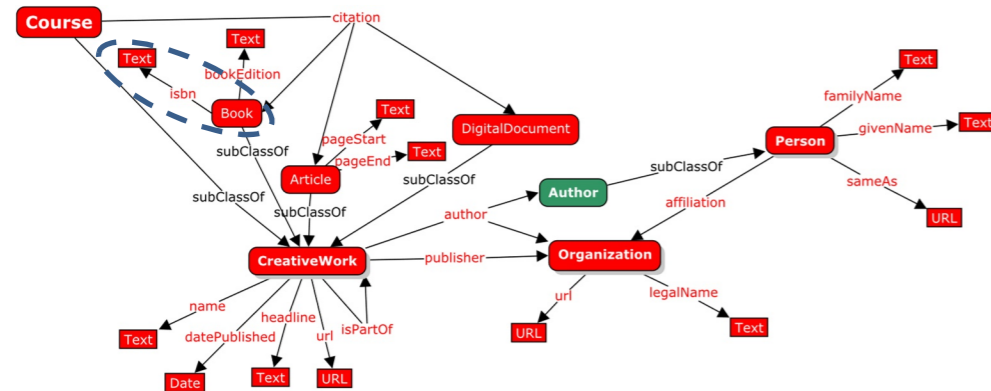 Course
citation
Text
Text
bookEdition
isbn
Book
Text
pageStart
pageEnd
Text
DigitalDocument
subClassOf
Article
subClassOf
subClassOf
subClassOf
Text
familyName
givenName
Text
Person
subClassOf
Author
sameAs
URL
affiliation
author
CreativeWork
publisher
Organization
name
Text
datePublished
Date
headline
Text
url
URL
isPartOf
url
URL
legalName
Text